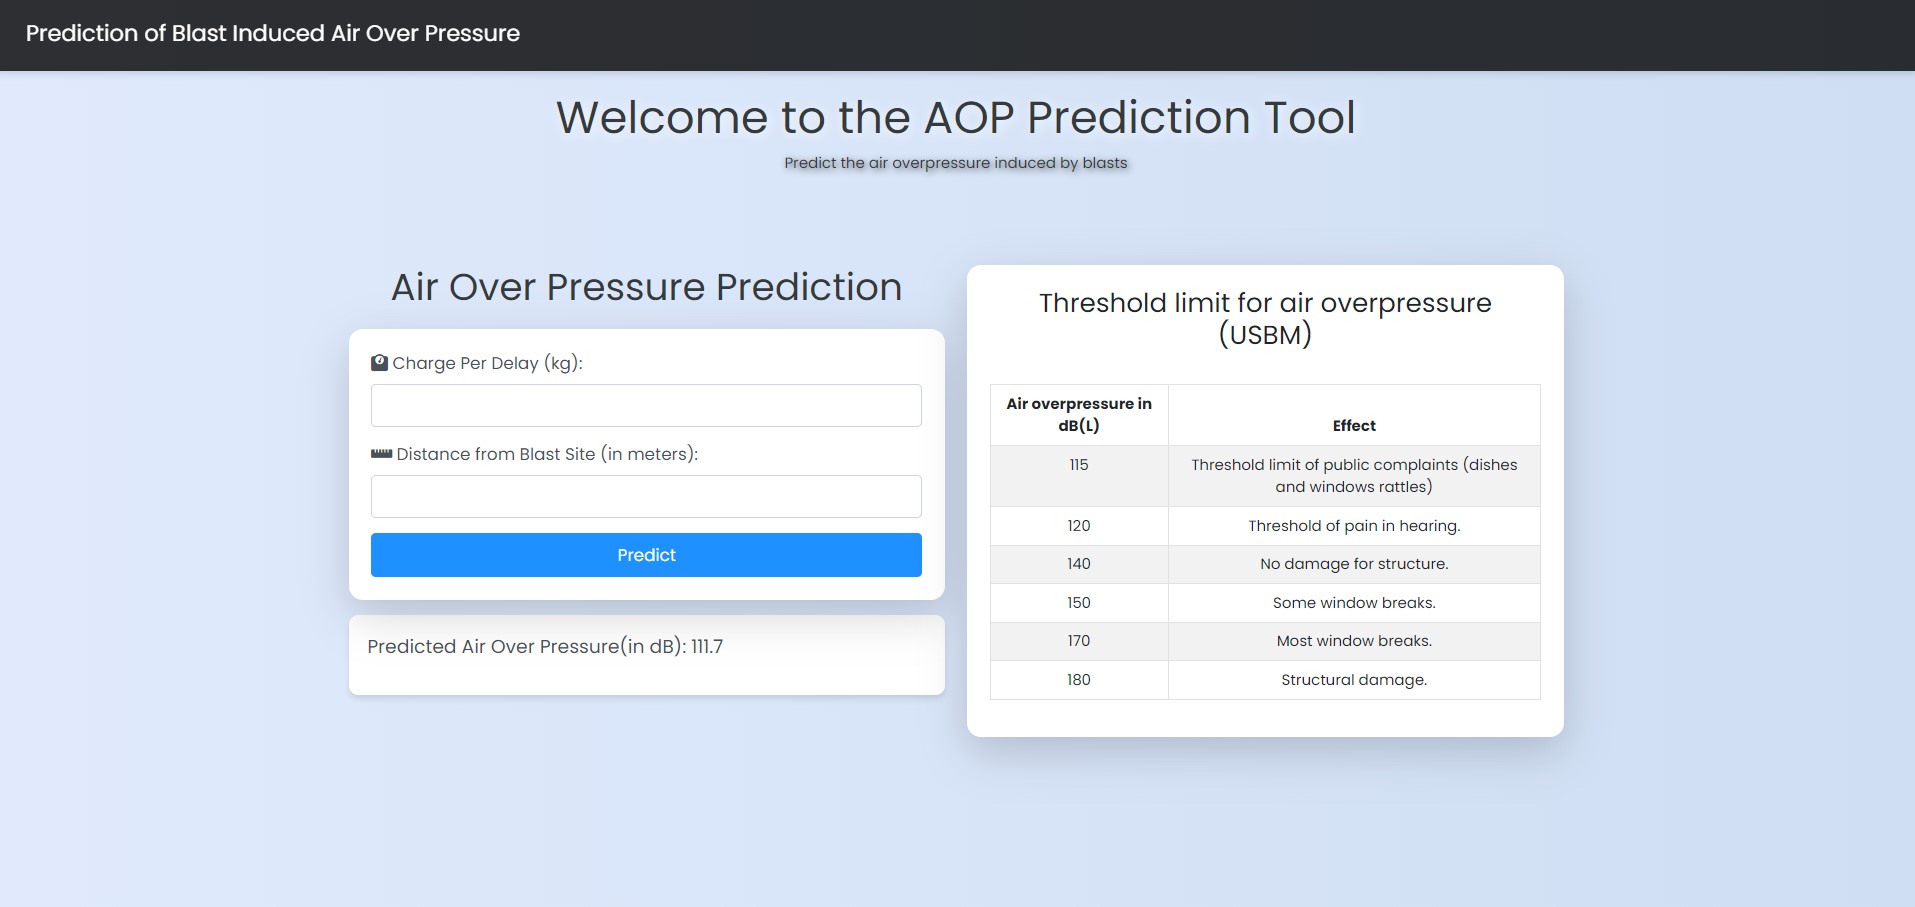 Prediction of Blast Induced Air Over Pressure
Welcome to the AOP Prediction Tool
Predict the air overpressure induced by blasts
Air Over Pressure Prediction
Charge Per Delay (kg):
Distance from Blast Site (in meters):
Predict
Predicted Air Over Pressure(in dB): 111.7
Threshold limit for air overpressure
(USBM)
Air overpressure in
dB(L)
Effect
115
Threshold limit of public complaints (dishes
and windows rattles)
120
Threshold of pain in hearing.
140
No damage for structure.
150
Some window breaks.
170
Most window breaks.
180
Structural damage.